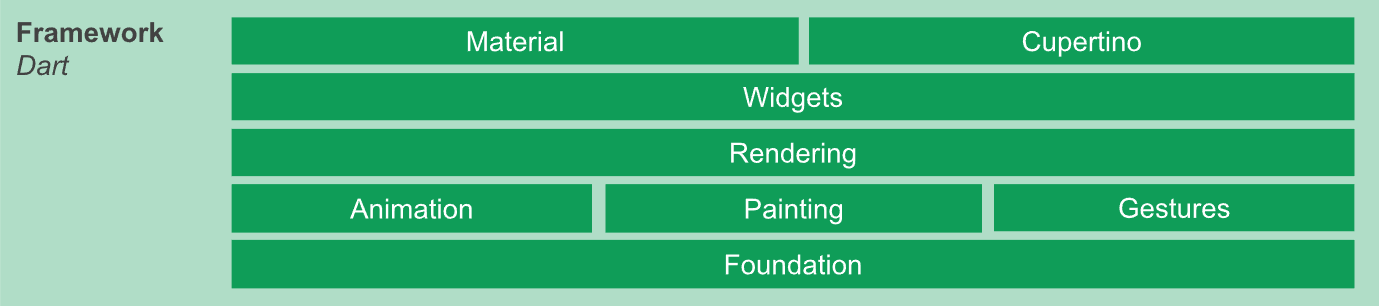 Framework
Dart
Material
Cupertino
Widgets
Rendering
Animation
Painting
Gestures
Foundation